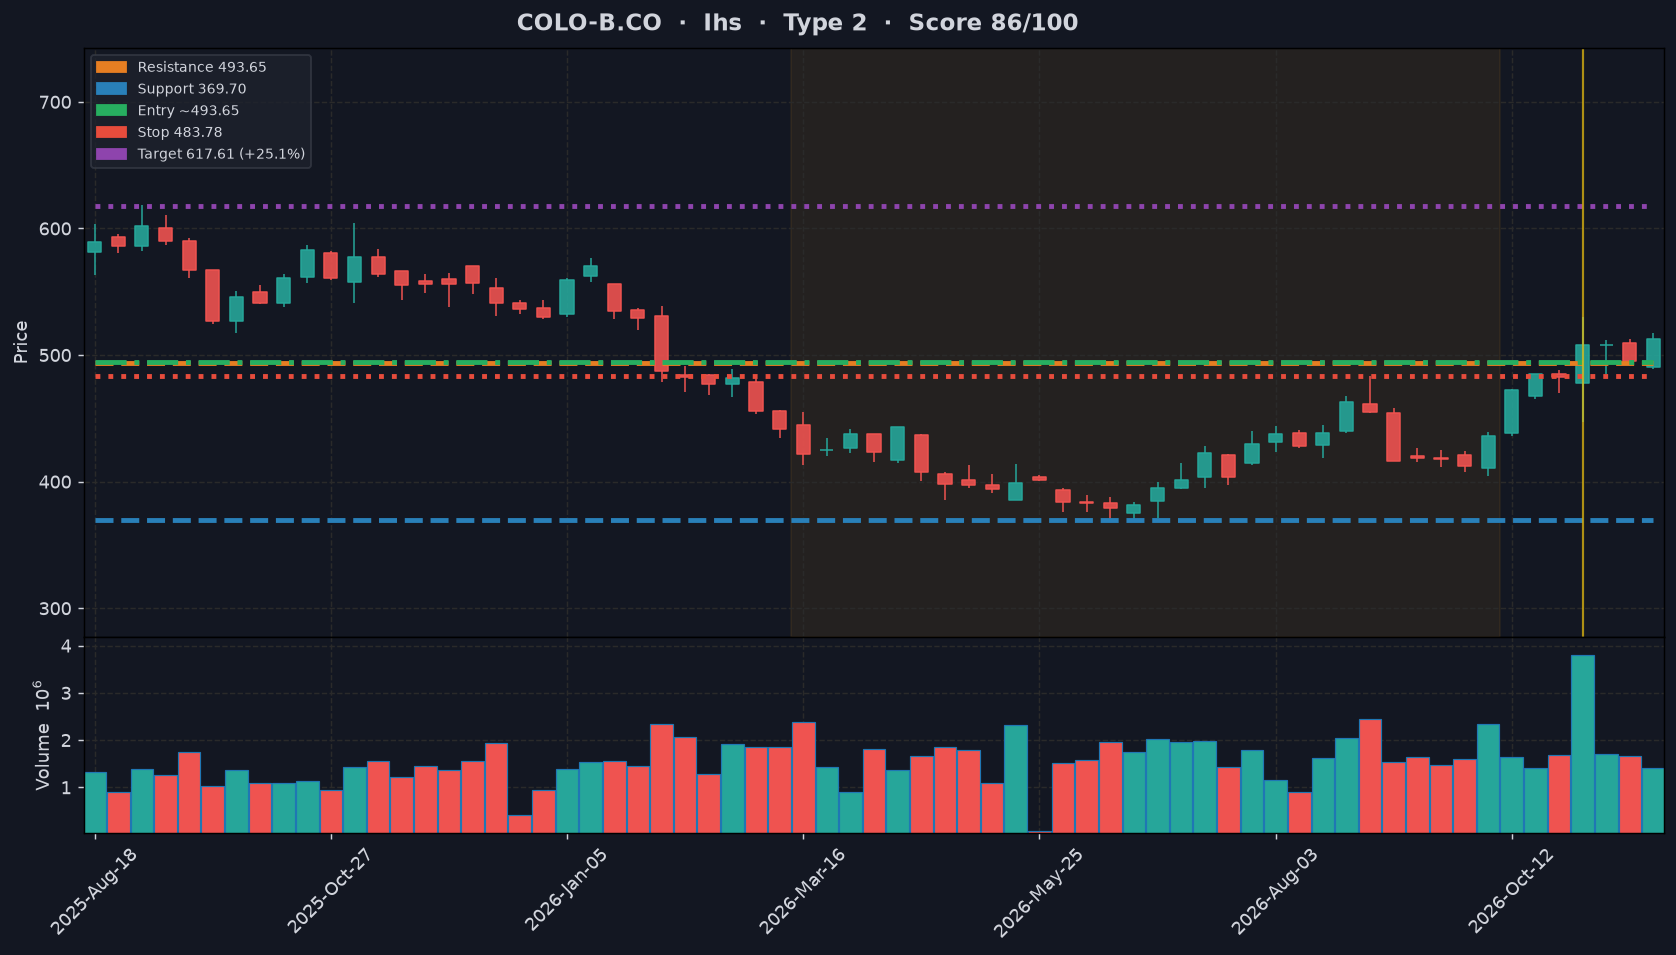 COLO-B.CO · Ihs · Type 2 · Score 86/100
Resistance 493.65
Support 369.70
Entry ~493.65
Stop 483.78
Target 617.61 (+25.1%)
Price
700
600
500
400
300
Volume 10⁶
4
3
2
1
2025-Aug-18
2025-Oct-27
2026-Jan-05
2026-Mar-16
2026-May-25
2026-Aug-03
2026-Oct-12